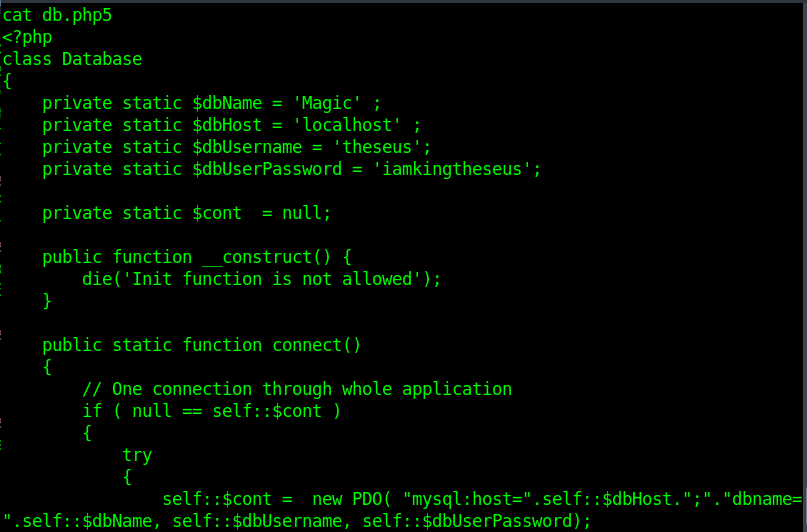 cat db.php5
<?php
class Database
{
    private static $dbName = 'Magic' ;
    private static $dbHost = 'localhost' ;
    private static $dbUsername = 'theseus';
    private static $dbUserPassword = 'iamkingtheseus';

    private static $cont  = null;

    public function __construct() {
        die('Init function is not allowed');
    }

    public static function connect()
    {
        // One connection through whole application
        if ( null == self::$cont )
        {
            try
            {
                self::$cont =  new PDO( "mysql:host=".self::$dbHost.";"."dbname=
".self::$dbName, self::$dbUsername, self::$dbUserPassword);